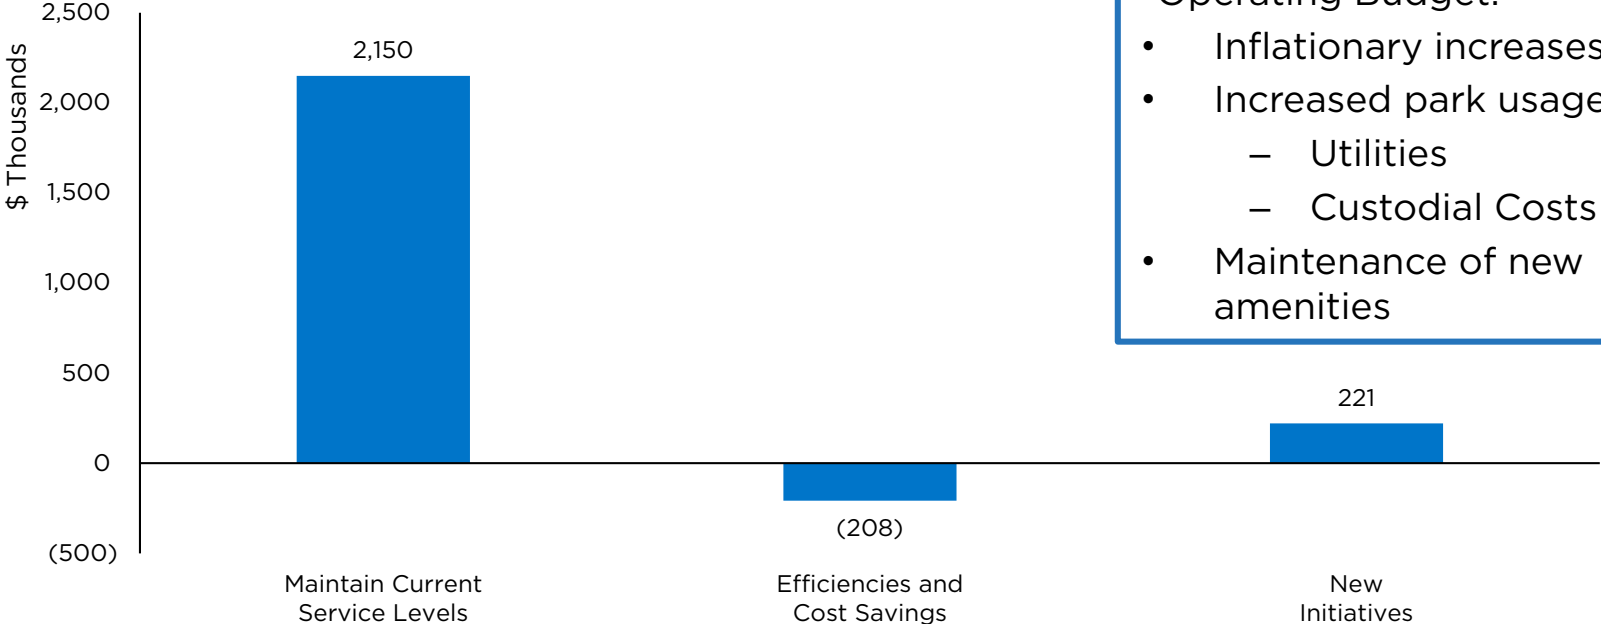 2,500
2,000
1,500
1,000
500
0
(500)
$ Thousands
2,150
(208)
221
Maintain Current
Service Levels
Efficiencies and
Cost Savings
New
Initiatives
Operating Budget:
• Inflationary increases
• Increased park usage
– Utilities
– Custodial Costs
• Maintenance of new
amenities